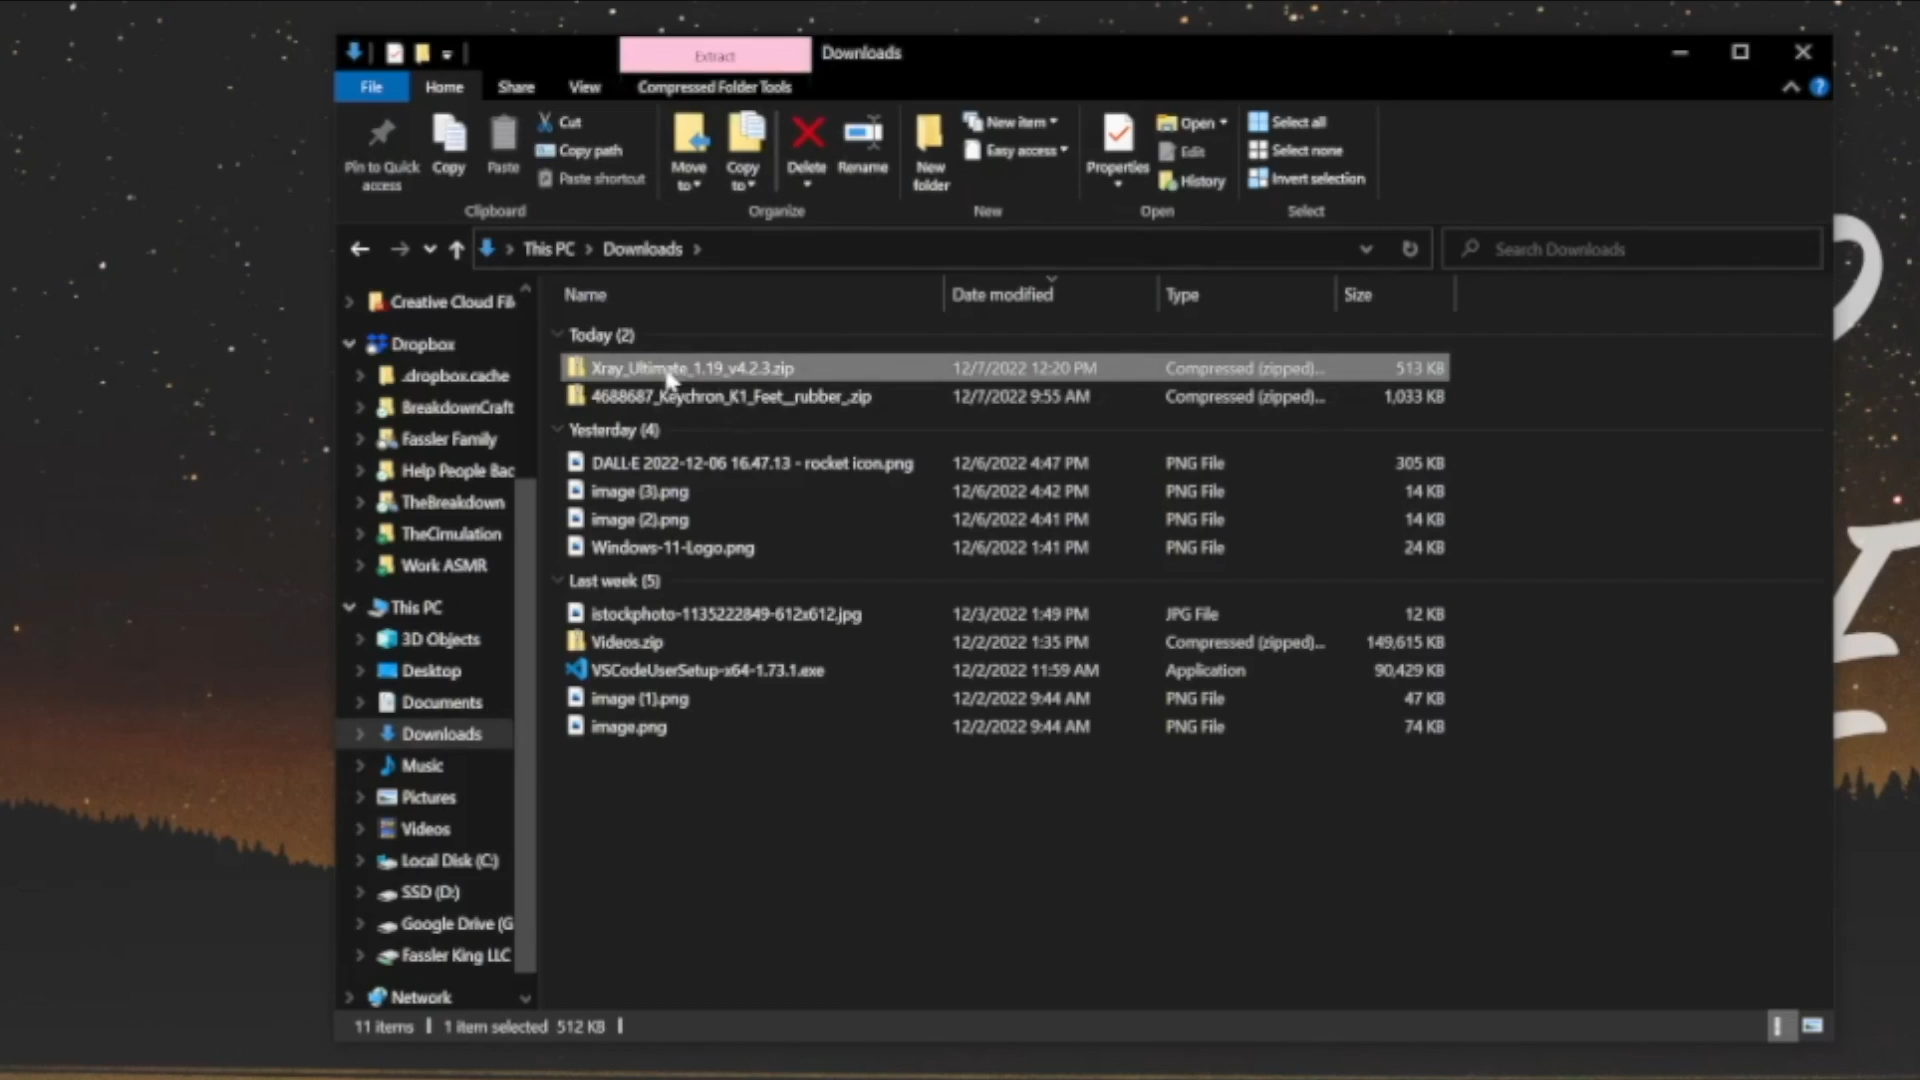 Extract
Downloads
File
Home
Share
View
Compressed Folder Tools
Pin to Quick access
Copy
Paste
Cut
Copy path
Paste shortcut
Move to
Copy to
Delete
Rename
New folder
New item
Easy access
Properties
Open
Edit
History
Select all
Select none
Invert selection
Clipboard
Organize
New
Open
Select
This PC
Downloads
Search Downloads
Creative Cloud Fil
Dropbox
.dropbox.cache
BreakdownCraft
Fassler Family
Help People Bac
TheBreakdown
TheCimulation
Work ASMR
This PC
3D Objects
Desktop
Documents
Downloads
Music
Pictures
Videos
Local Disk (C:)
SSD (D:)
Google Drive (G
Fassler King LLC
Network
Name Date modified Type Size
Today (2)
Xray_Ultimate_1.19_v4.2.3.zip 12/7/2022 12:20 PM Compressed (zipped)... 513 KB
4688687_Keychron_K1_Feet__rubber_.zip 12/7/2022 9:55 AM Compressed (zipped)... 1,033 KB
Yesterday (4)
DALL·E 2022-12-06 16.47.13 - rocket icon.png 12/6/2022 4:47 PM PNG File 305 KB
image (3).png 12/6/2022 4:42 PM PNG File 14 KB
image (2).png 12/6/2022 4:41 PM PNG File 14 KB
Windows-11-Logo.png 12/6/2022 1:41 PM PNG File 24 KB
Last week (5)
istockphoto-1135222849-612x612.jpg 12/3/2022 1:49 PM JPG File 12 KB
Videos.zip 12/2/2022 1:35 PM Compressed (zipped)... 149,615 KB
VSCodeUserSetup-x64-1.73.1.exe 12/2/2022 11:59 AM Application 90,429 KB
image (1).png 12/2/2022 9:44 AM PNG File 47 KB
image.png 12/2/2022 9:44 AM PNG File 74 KB
11 items 1 item selected 512 KB